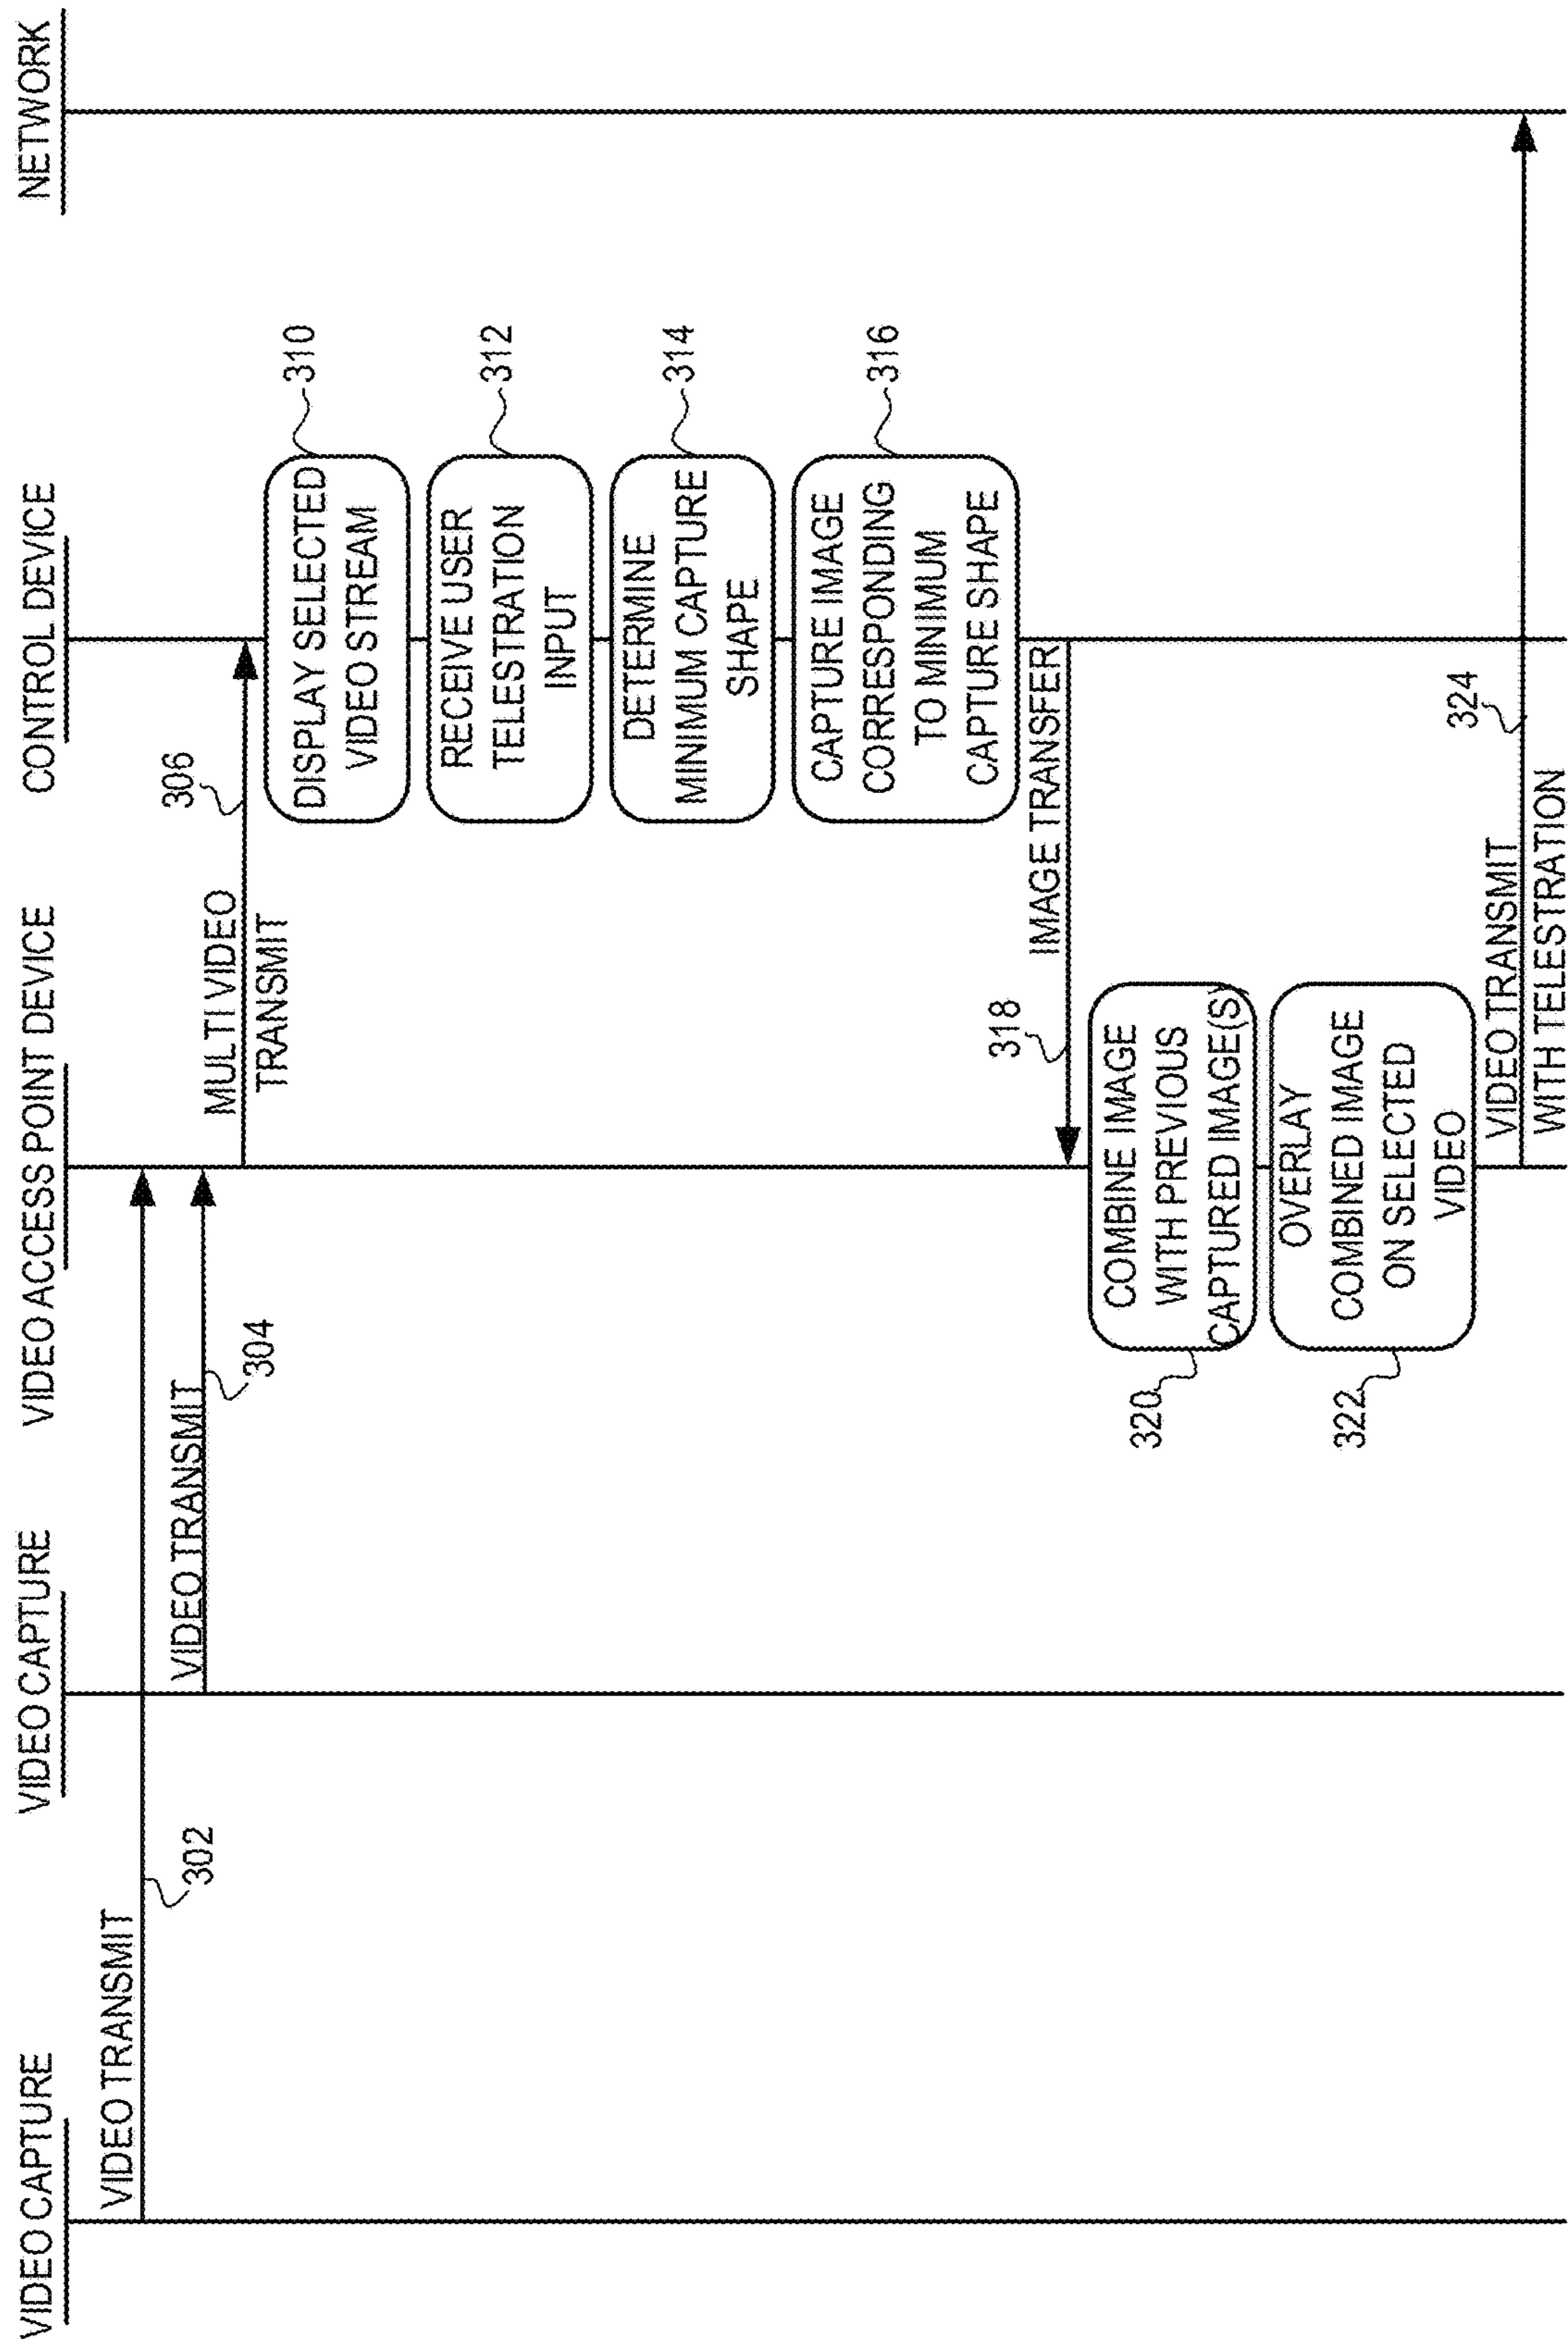 VIDEO CAPTURE
VIDEO CAPTURE
VIDEO ACCESS POINT DEVICE
CONTROL DEVICE
NETWORK
VIDEO TRANSMIT
302
VIDEO TRANSMIT
304
MULTI VIDEO
TRANSMIT
306
DISPLAY SELECTED
VIDEO STREAM
310
RECEIVE USER
TELESTRATION
INPUT
312
DETERMINE
MINIMUM CAPTURE
SHAPE
314
CAPTURE IMAGE
CORRESPONDING
TO MINIMUM
CAPTURE SHAPE
316
IMAGE TRANSFER
318
COMBINE IMAGE
WITH PREVIOUS
CAPTURED IMAGE(S)
320
OVERLAY
COMBINED IMAGE
ON SELECTED
VIDEO
322
VIDEO TRANSMIT
WITH TELESTRATION
324